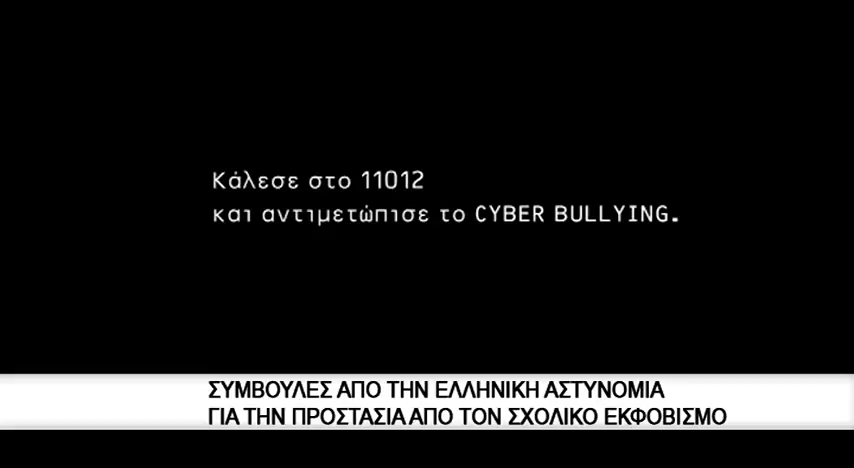 Κάλεσε στο 11012
και αντιμετώπισε το CYBER BULLYING.
ΣΥΜΒΟΥΛΕΣ ΑΠΟ ΤΗΝ ΕΛΛΗΝΙΚΗ ΑΣΤΥΝΟΜΙΑ
ΓΙΑ ΤΗΝ ΠΡΟΣΤΑΣΙΑ ΑΠΟ ΤΟΝ ΣΧΟΛΙΚΟ ΕΚΦΟΒΙΣΜΟ